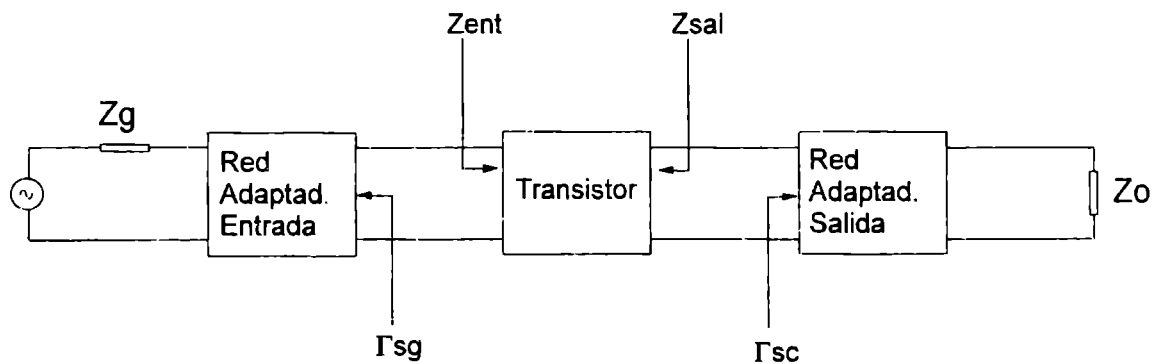 Zent
Zsal
Zg
Red
Adaptad.
Entrada
Transistor
Red
Adaptad.
Salida
Zo
Γsg
Γsc